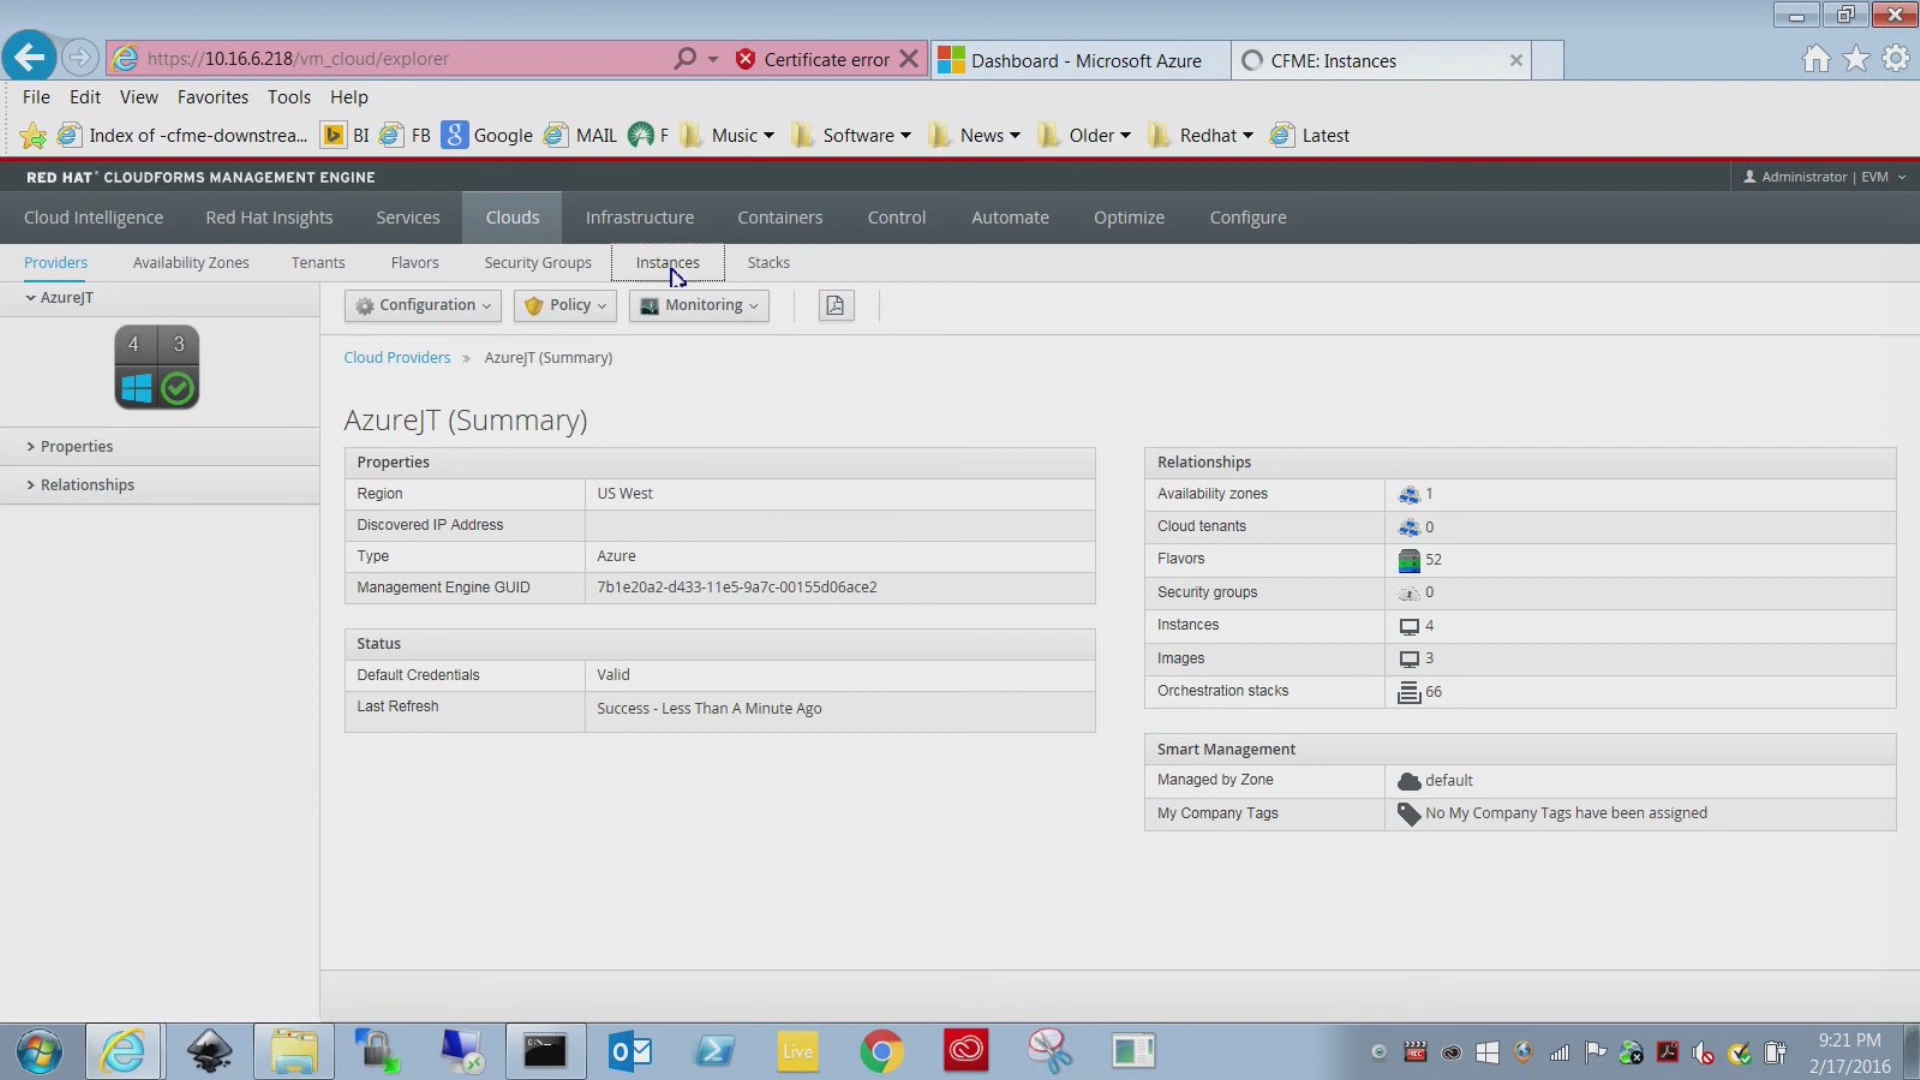 https://10.16.6.218/vm_cloud/explorer
Certificate error
Dashboard - Microsoft Azure
CFME: Instances
File Edit View Favorites Tools Help
Index of -cfme-downstrea... BI FB Google MAIL F Music Software News Older Redhat Latest
RED HAT® CLOUDFORMS MANAGEMENT ENGINE
Administrator | EVM
Cloud Intelligence Red Hat Insights Services Clouds Infrastructure Containers Control Automate Optimize Configure
Providers Availability Zones Tenants Flavors Security Groups Instances Stacks
AzureJT
4 3
Properties
Relationships
Configuration Policy Monitoring
Cloud Providers » AzureJT (Summary)
AzureJT (Summary)
Properties
Region US West
Discovered IP Address
Type Azure
Management Engine GUID 7b1e20a2-d433-11e5-9a7c-00155d06ace2
Status
Default Credentials Valid
Last Refresh Success - Less Than A Minute Ago
Relationships
Availability zones 1
Cloud tenants 0
Flavors 52
Security groups 0
Instances 4
Images 3
Orchestration stacks 66
Smart Management
Managed by Zone default
My Company Tags No My Company Tags have been assigned
Live
REC
9:21 PM
2/17/2016